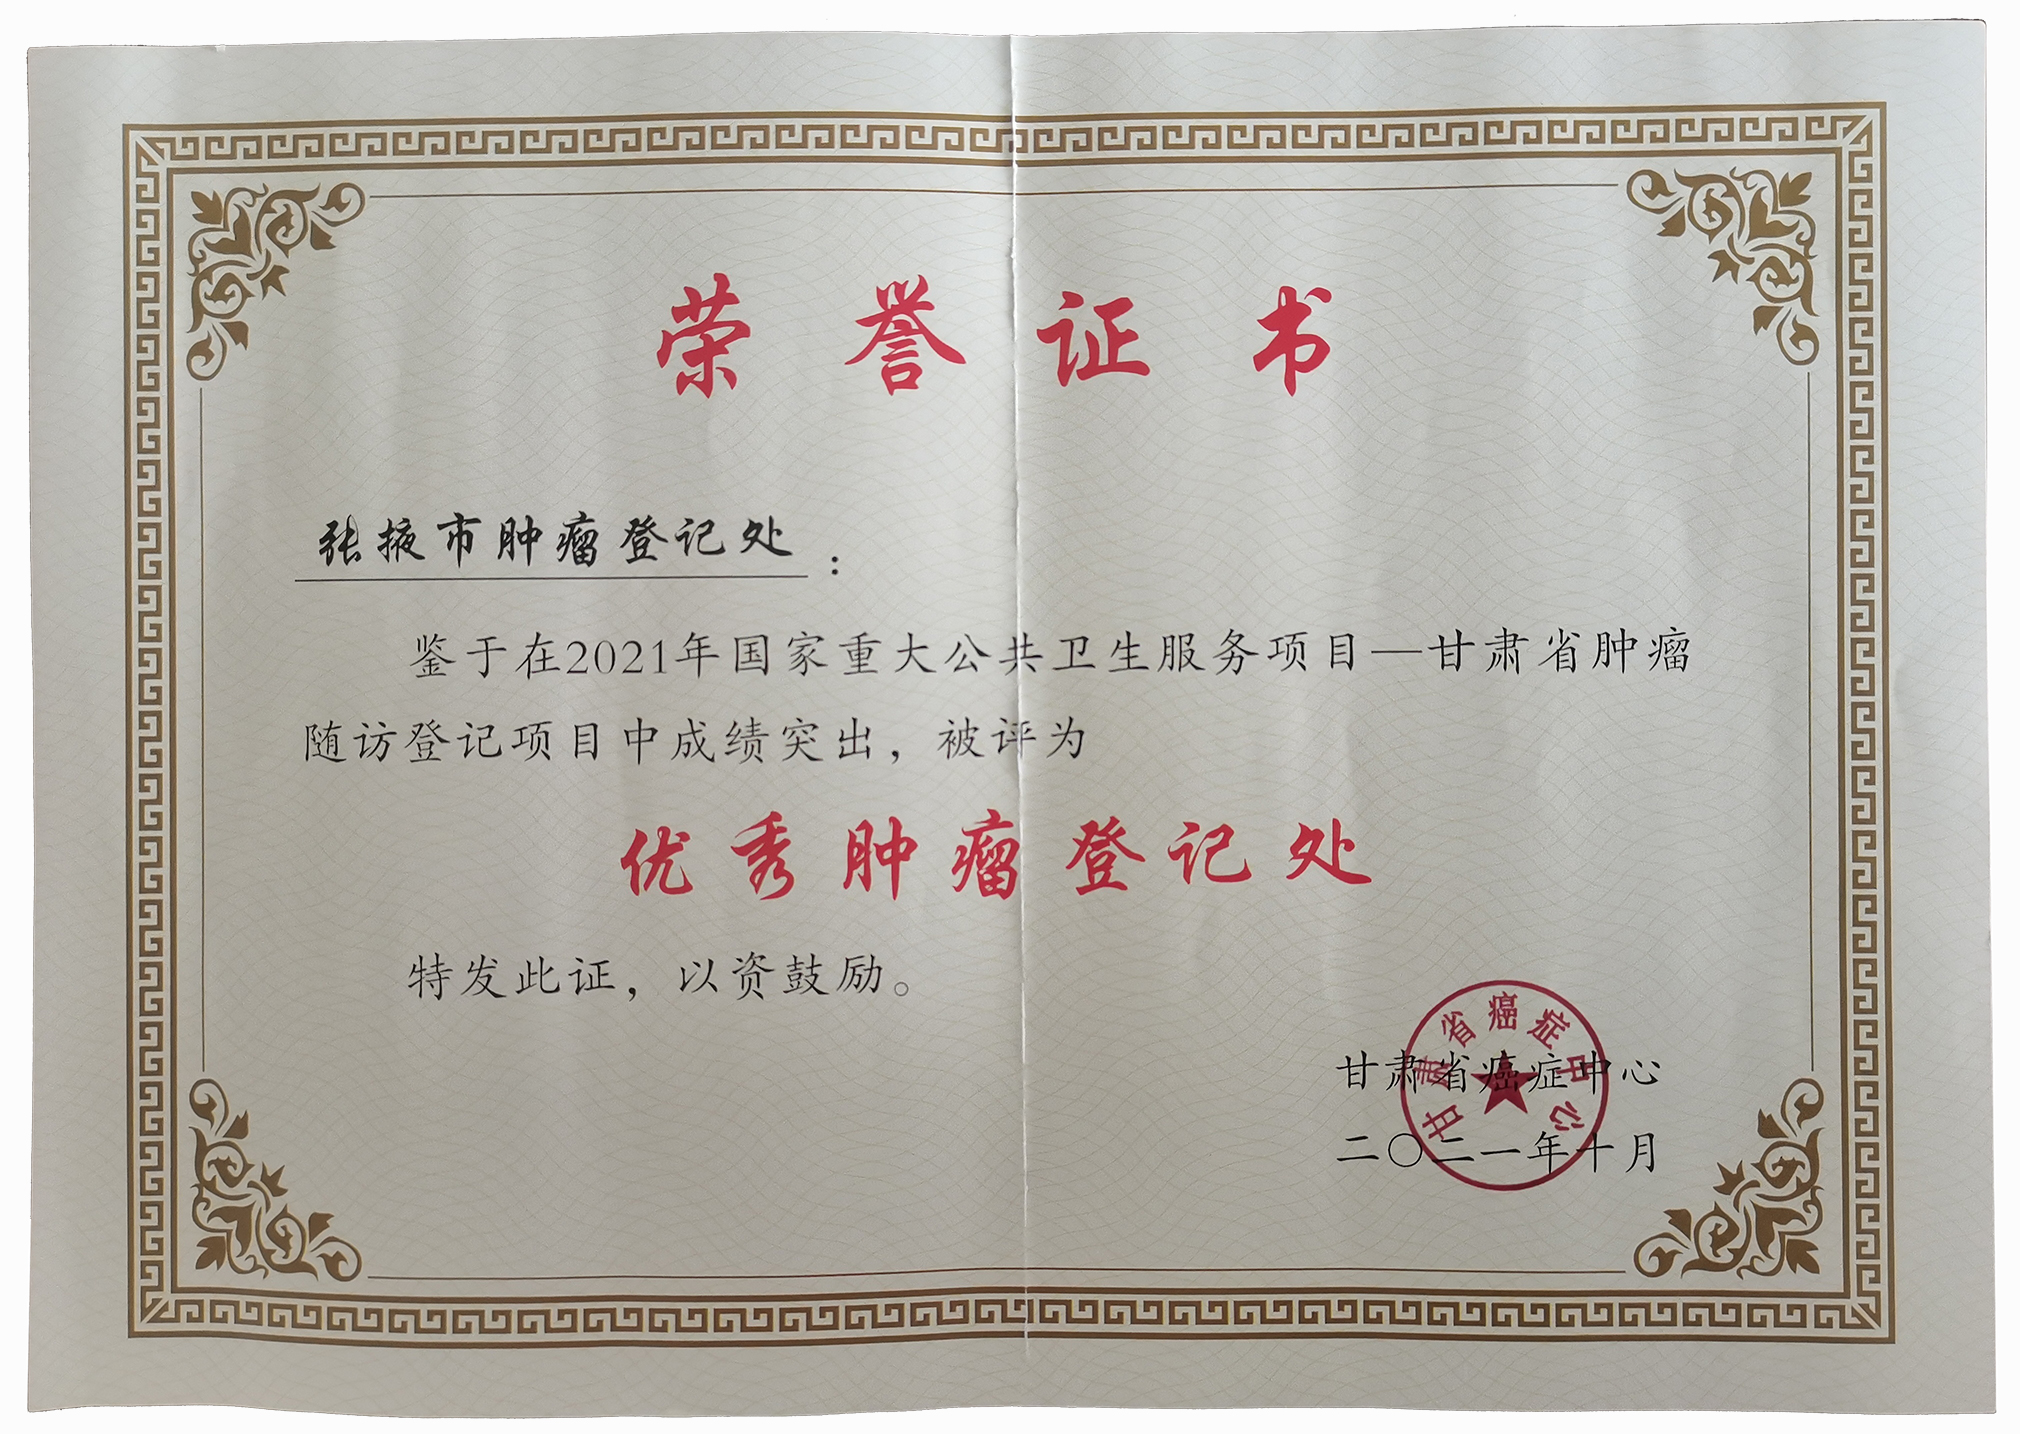 荣誉证书
张掖市肿瘤登记处：
鉴于在2021年国家重大公共卫生服务项目—甘肃省肿瘤
随访登记项目中成绩突出，被评为
优秀肿瘤登记处
特发此证，以资鼓励。
甘肃省癌症中心
甘肃省癌症中心
二〇二一年十月